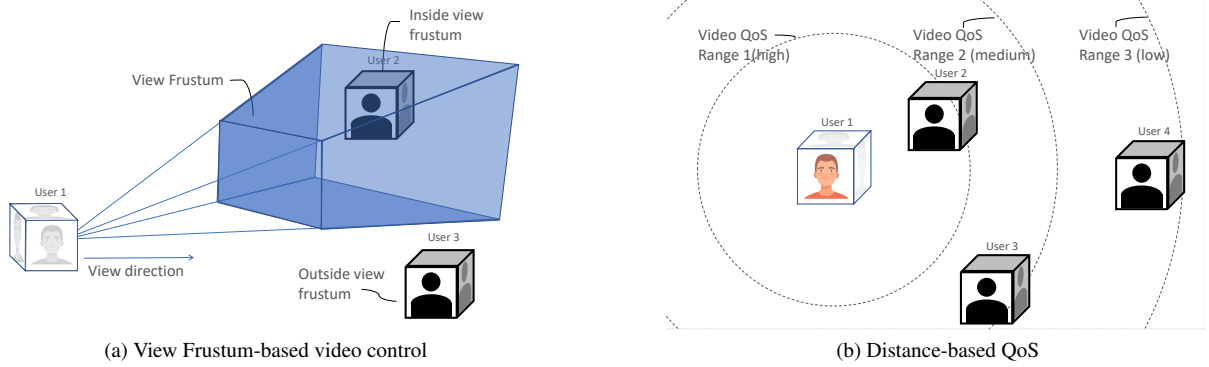 Inside view
frustum
User 2
View Frustum
User 1
View direction
User 3
Outside view
frustum
(a) View Frustum-based video control
Video QoS
Range 1(high)
Video QoS
Range 2 (medium)
Video QoS
Range 3 (low)
User 2
User 1
User 4
User 3
(b) Distance-based QoS